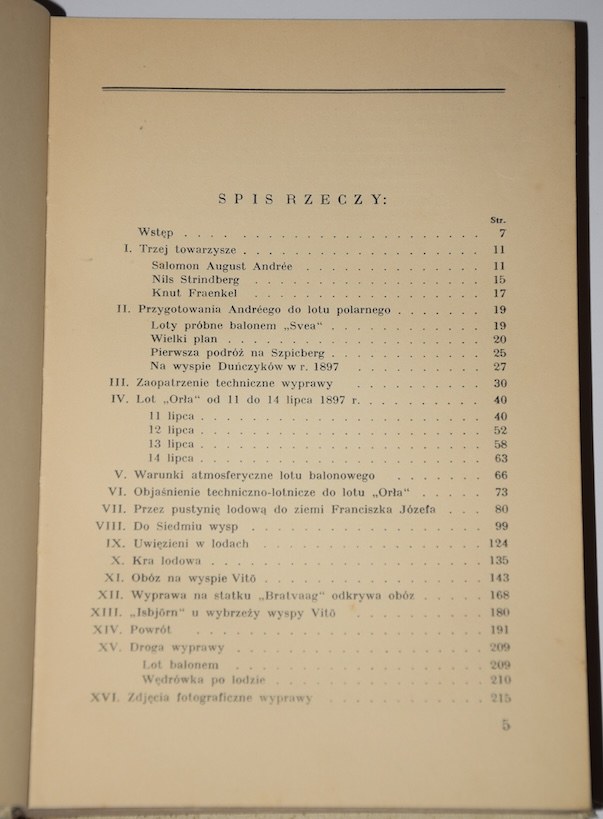 SPIS RZECZY:
Str.
Wstęp . . . . . . . . . . . . . . . . . . 7
I. Trzej towarzysze . . . . . . . . . . . . . . . 11
Salomon August Andrée . . . . . . . . . . . 11
Nils Strindberg . . . . . . . . . . . . . . 15
Knut Fraenkel . . . . . . . . . . . . . . 17
II. Przygotowania Andréego do lotu polarnego . . . . . . 19
Loty próbne balonem „Svea“ . . . . . . . . . . 19
Wielki plan . . . . . . . . . . . . . . . . 20
Pierwsza podróż na Szpicberg . . . . . . . . . . 25
Na wyspie Duńczyków w r. 1897 . . . . . . . . . 27
III. Zaopatrzenie techniczne wyprawy . . . . . . . . 30
IV. Lot „Orła“ od 11 do 14 lipca 1897 r. . . . . . . . . 40
11 lipca . . . . . . . . . . . . . . . . . 40
12 lipca . . . . . . . . . . . . . . . . . 52
13 lipca . . . . . . . . . . . . . . . . . 58
14 lipca . . . . . . . . . . . . . . . . . 63
V. Warunki atmosferyczne lotu balonowego . . . . . 66
VI. Objaśnienie techniczno-lotnicze do lotu „Orła“ . . . . 73
VII. Przez pustynię lodową do ziemi Franciszka Józefa . . . 80
VIII. Do Siedmiu wysp . . . . . . . . . . . . . . 99
IX. Uwięzieni w lodach . . . . . . . . . . . . . . 124
X. Kra lodowa . . . . . . . . . . . . . . . . . 135
XI. Obóz na wyspie Vitö . . . . . . . . . . . . . 143
XII. Wyprawa na statku „Bratvaag“ odkrywa obóz . . . . 168
XIII. „Isbjörn“ u wybrzeży wyspy Vitö . . . . . . . . 180
XIV. Powrót . . . . . . . . . . . . . . . . . 191
XV. Droga wyprawy . . . . . . . . . . . . . . . 209
Lot balonem . . . . . . . . . . . . . . . 209
Wędrówka po lodzie . . . . . . . . . . . . . 210
XVI. Zdjęcia fotograficzne wyprawy . . . . . . . . . 215
5